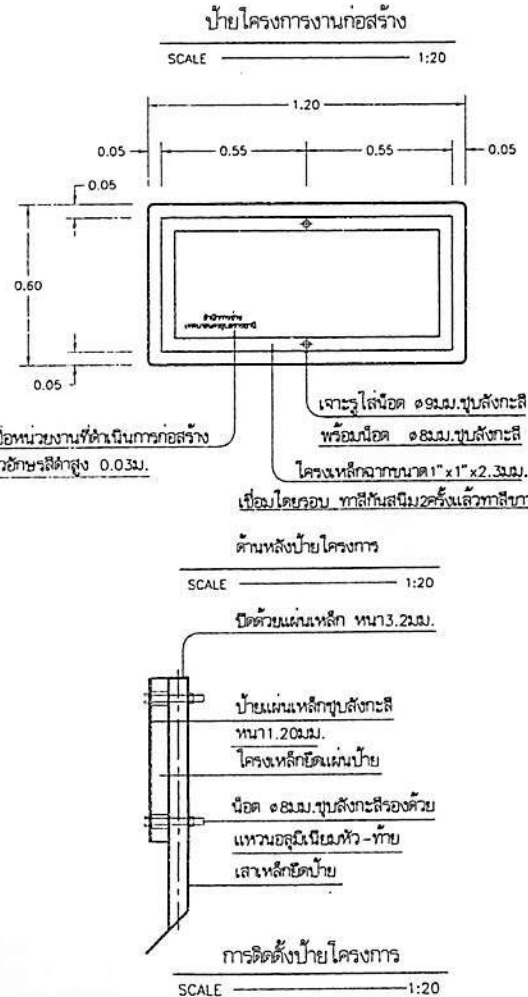 ป้ายโครงการงานก่อสร้าง
SCALE 1:20
1.20
0.05 0.55 0.55 0.05
0.05
0.60
0.05
เจาะรูใส่น็อต ø9มม.ชุบสังกะสี
พร้อมน็อต ø8มม.ชุบสังกะสี
ชื่อหน่วยงานที่ดำเนินการก่อสร้าง
ตัวอักษรสีดำสูง 0.03ม.
โครงเหล็กฉากขนาด1"x1"x2.3มม.
เชื่อมโดยรอบ ทาสีกันสนิม2ครั้งแล้วทาสีขาว
ด้านหลังป้ายโครงการ
SCALE 1:20
ปิดด้วยแผ่นเหล็ก หนา3.2มม.
ป้ายแผ่นเหล็กชุบสังกะสี
หนา1.20มม.
โครงเหล็กยึดแผ่นป้าย
น็อต ø8มม.ชุบสังกะสีรองด้วย
แหวนอลุมิเนียมหัว-ท้าย
เสาเหล็กยึดป้าย
การติดตั้งป้ายโครงการ
SCALE 1:20